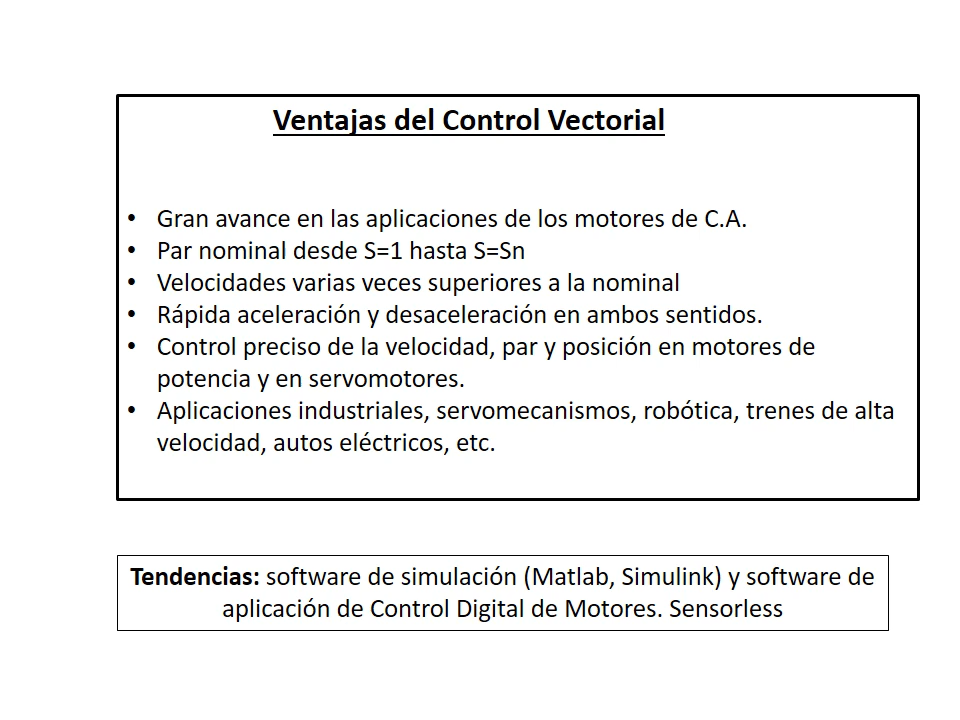 Ventajas del Control Vectorial
• Gran avance en las aplicaciones de los motores de C.A.
• Par nominal desde S=1 hasta S=Sn
• Velocidades varias veces superiores a la nominal
• Rápida aceleración y desaceleración en ambos sentidos.
• Control preciso de la velocidad, par y posición en motores de
potencia y en servomotores.
• Aplicaciones industriales, servomecanismos, robótica, trenes de alta
velocidad, autos eléctricos, etc.
Tendencias: software de simulación (Matlab, Simulink) y software de
aplicación de Control Digital de Motores. Sensorless